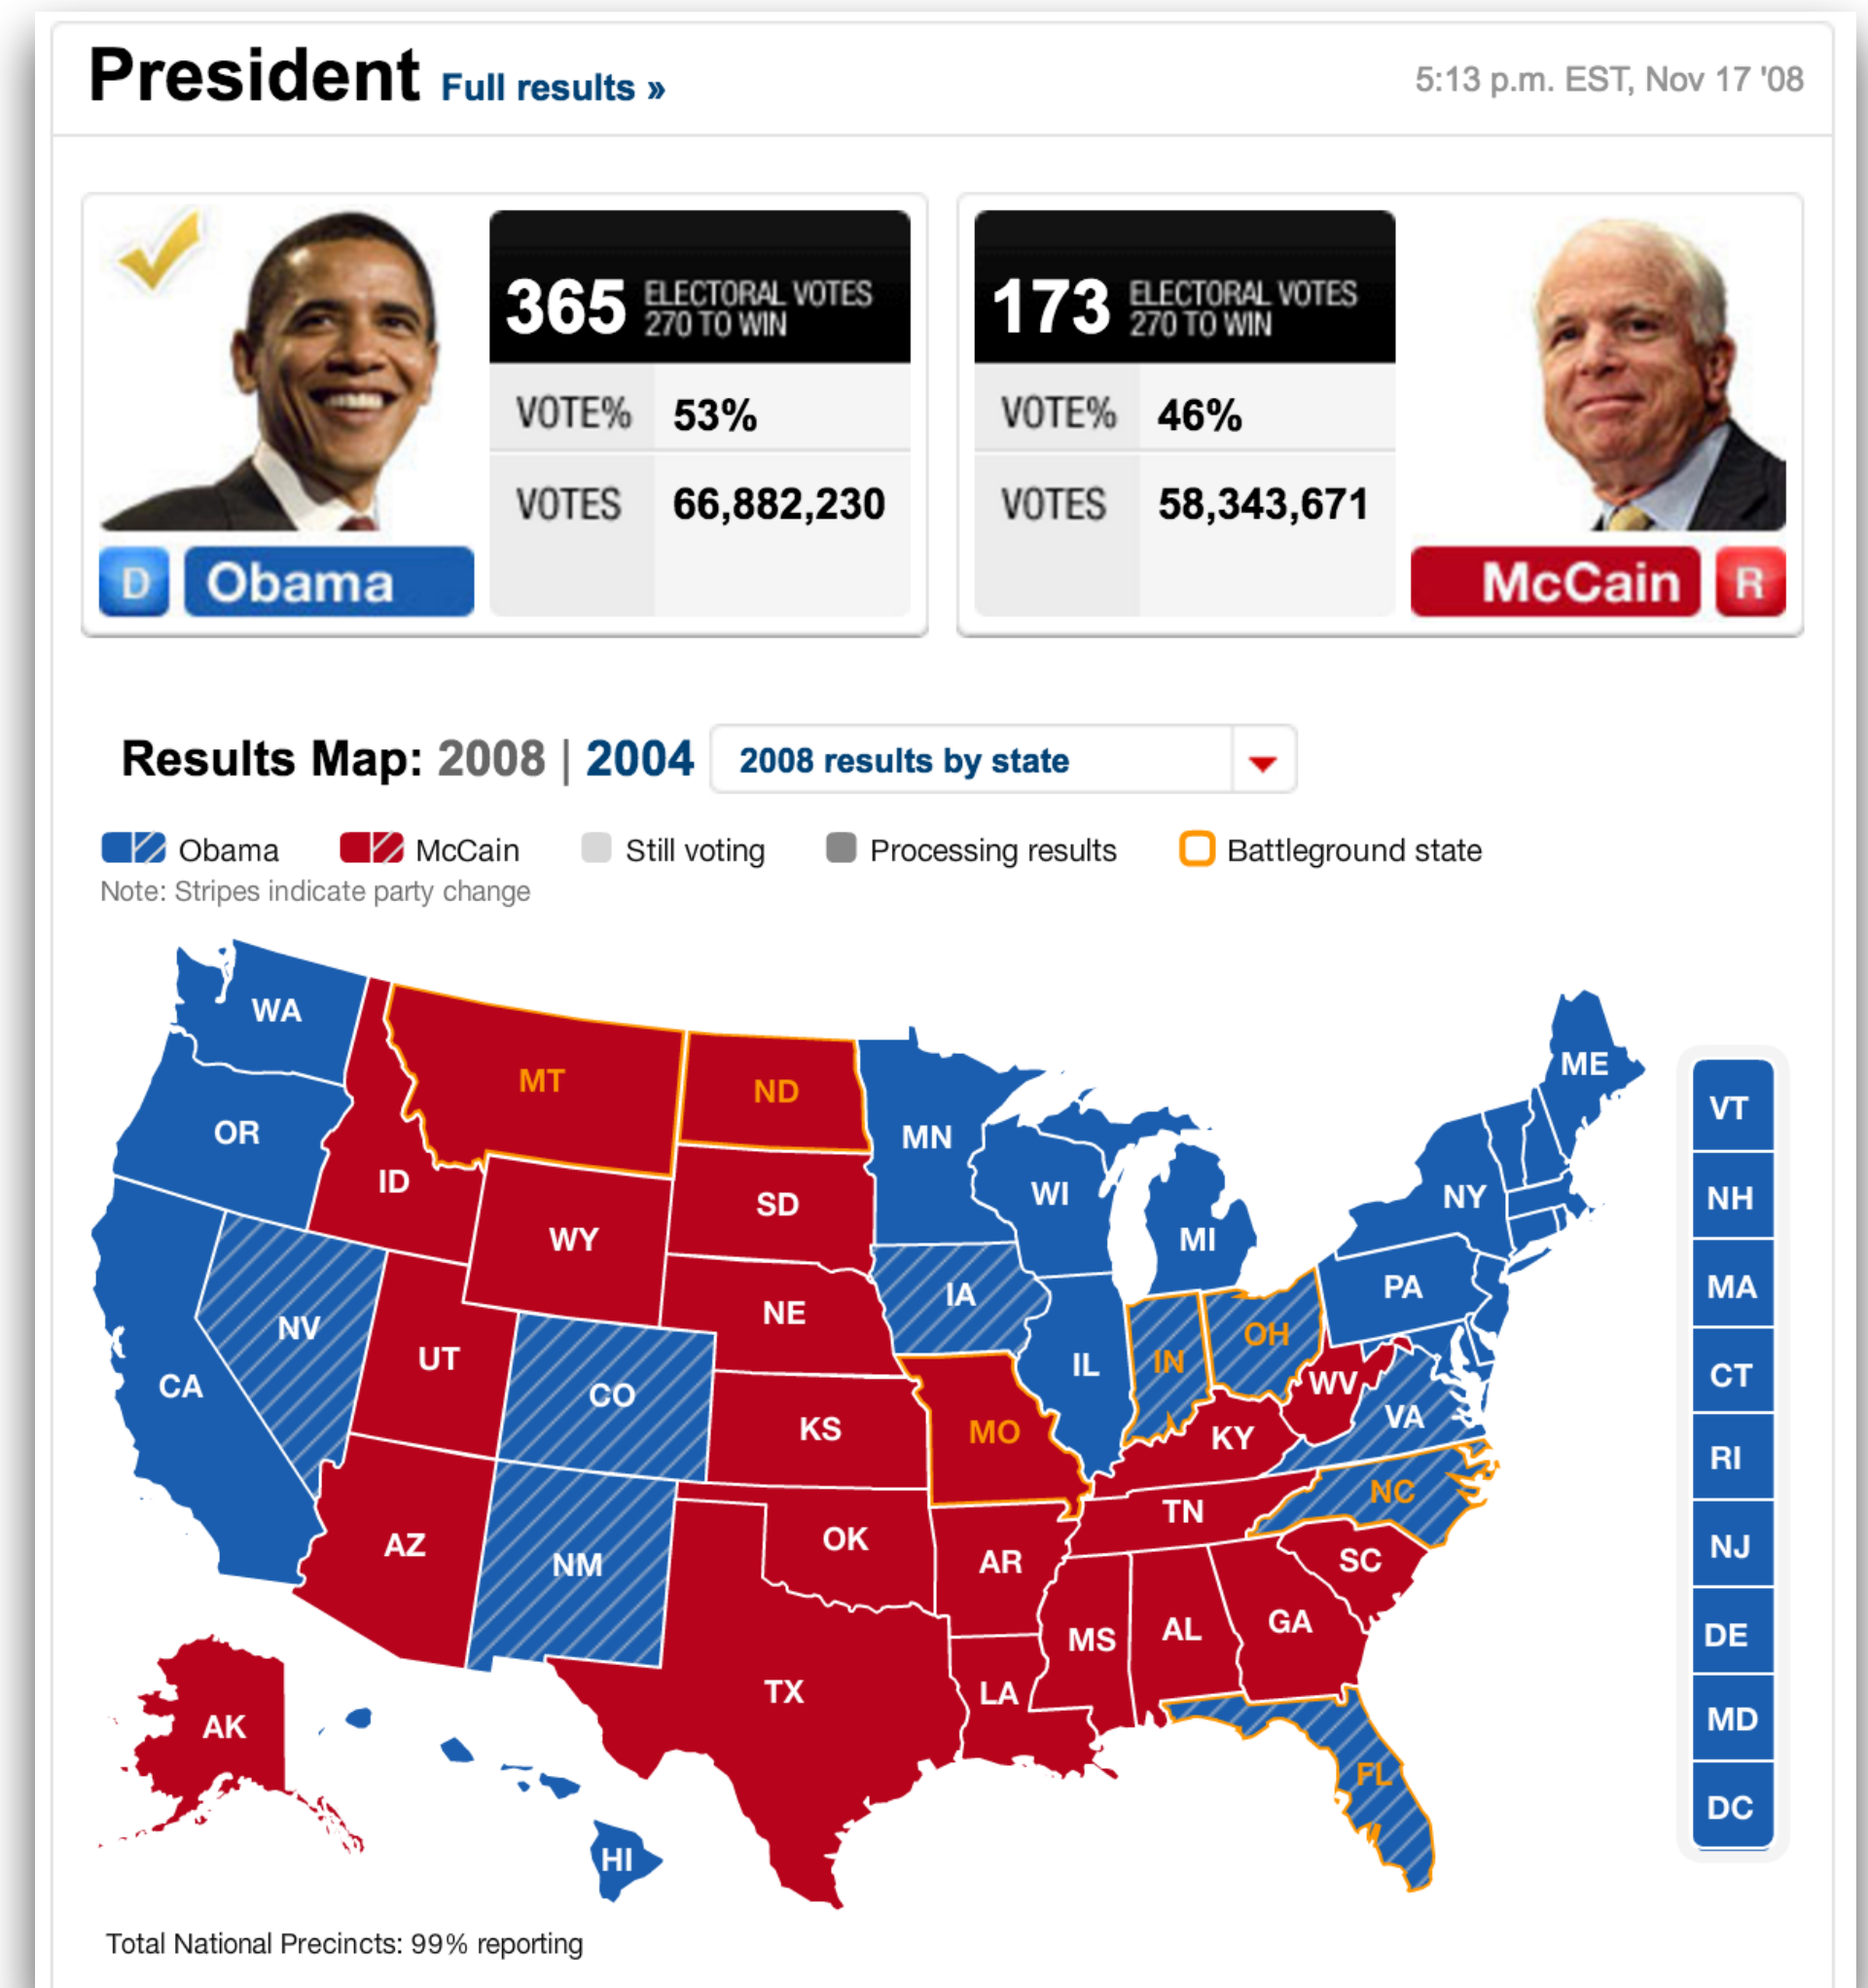 President Full results »
5:13 p.m. EST, Nov 17 '08
365 ELECTORAL VOTES
270 TO WIN
VOTE% 53%
VOTES 66,882,230
D Obama
173 ELECTORAL VOTES
270 TO WIN
VOTE% 46%
VOTES 58,343,671
McCain R
Results Map: 2008 | 2004 2008 results by state
Obama McCain Still voting Processing results Battleground state
Note: Stripes indicate party change
WA
MT
ND
ME
OR
MN
ID
SD
WI
NY
WY
MI
NE
IA
PA
NV
UT
CO
CA
IL
IN
OH
WV
VA
KS
MO
KY
NC
TN
AZ
NM
OK
AR
SC
MS
AL
GA
TX
LA
AK
FL
HI
VT
NH
MA
CT
RI
NJ
DE
MD
DC
Total National Precincts: 99% reporting